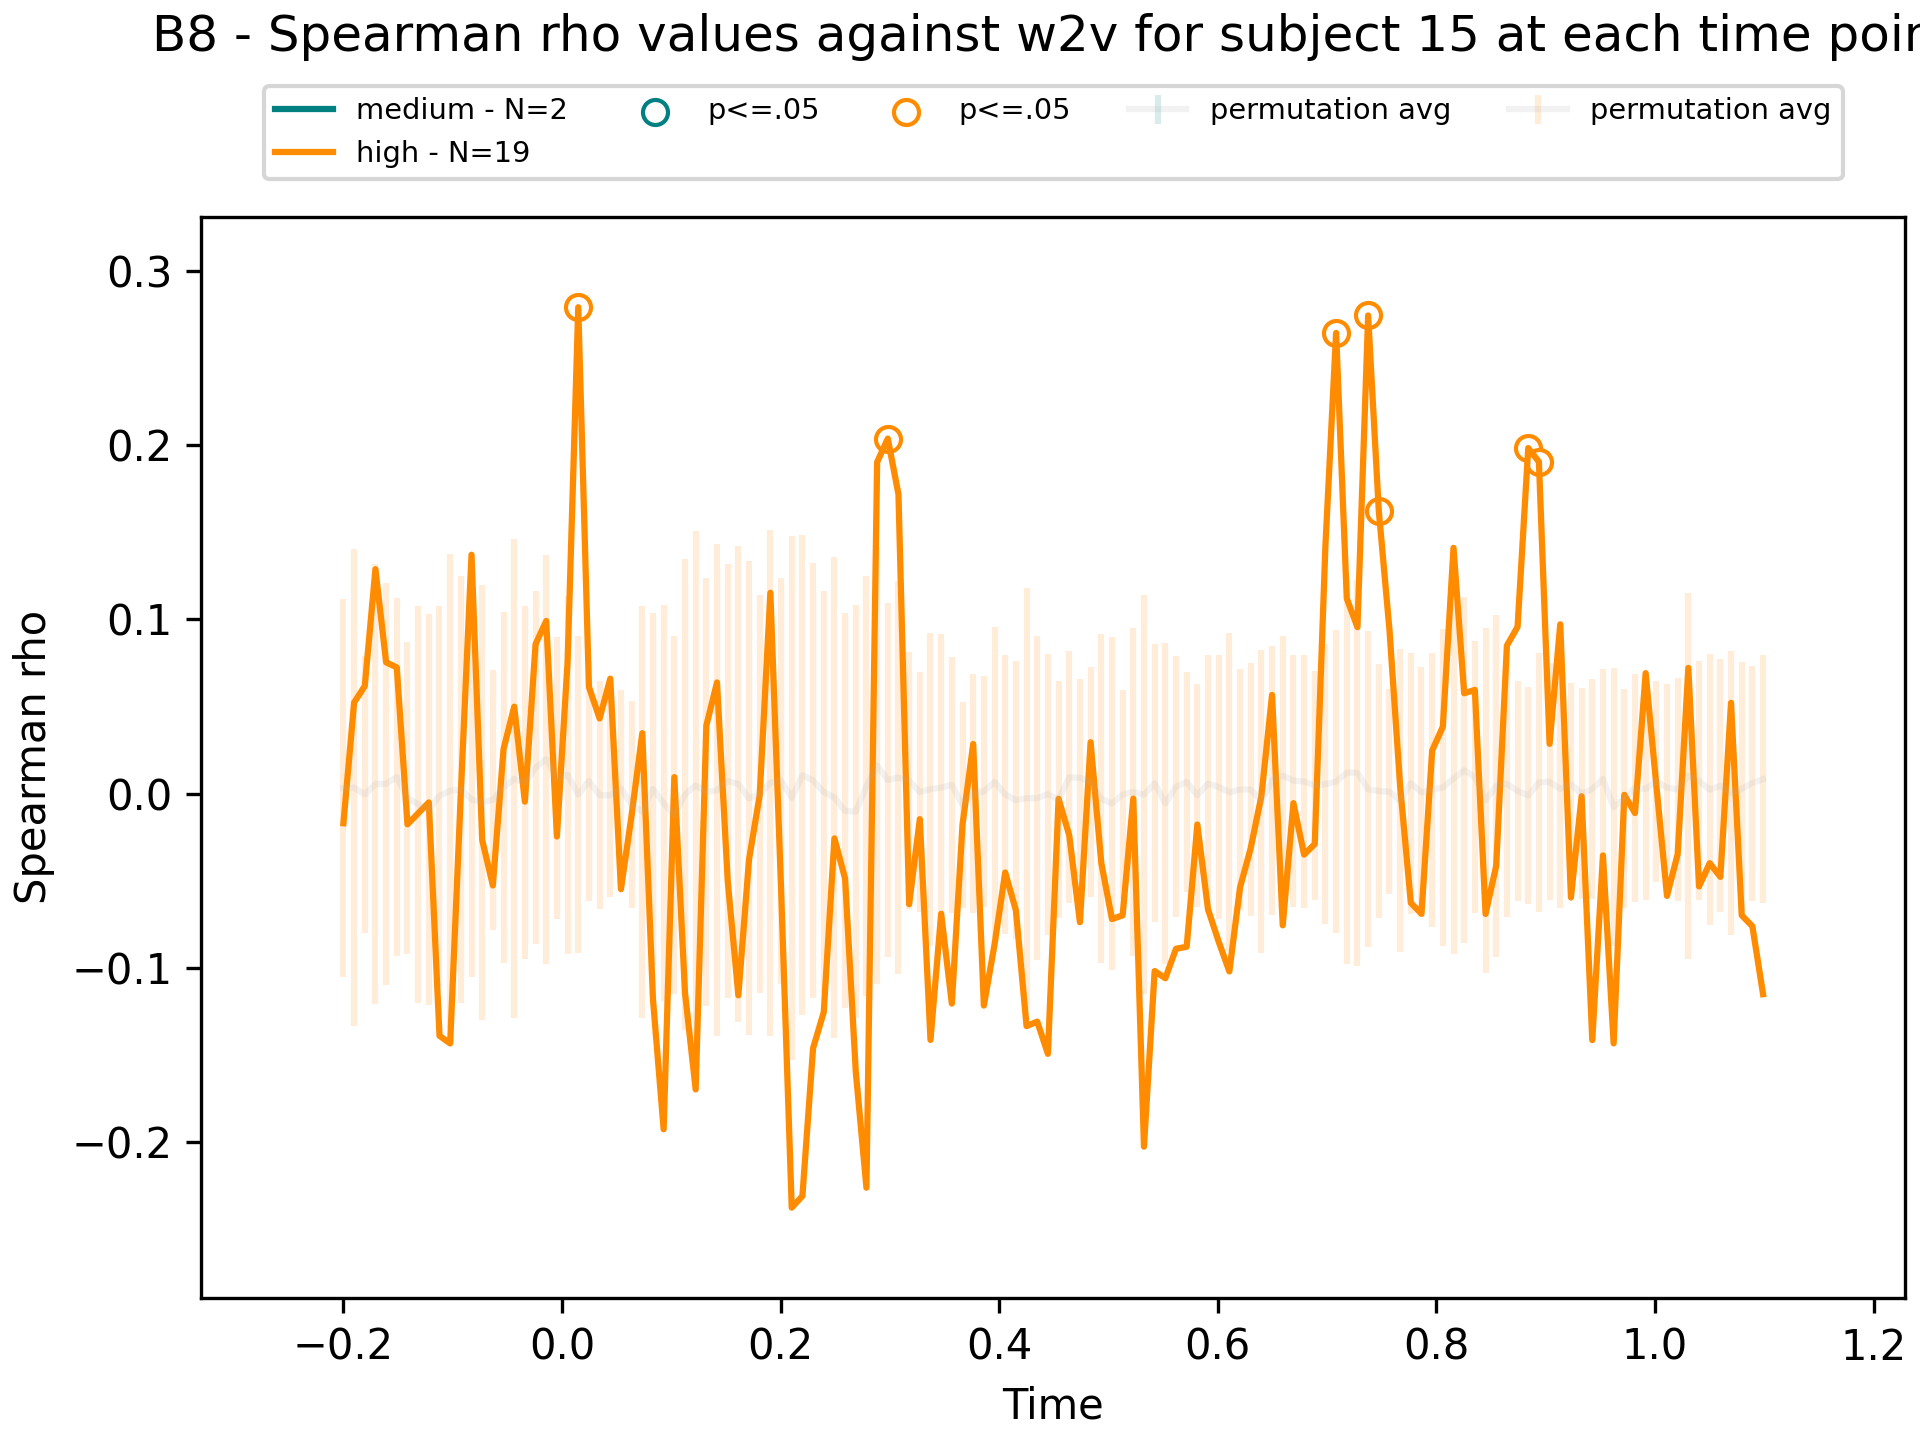 B8 - Spearman rho values against w2v for subject 15 at each time poin
medium - N=2
high - N=19
p<=.05
p<=.05
permutation avg
permutation avg
Spearman rho
0.3
0.2
0.1
0.0
−0.1
−0.2
−0.2
0.0
0.2
0.4
0.6
0.8
1.0
1.2
Time